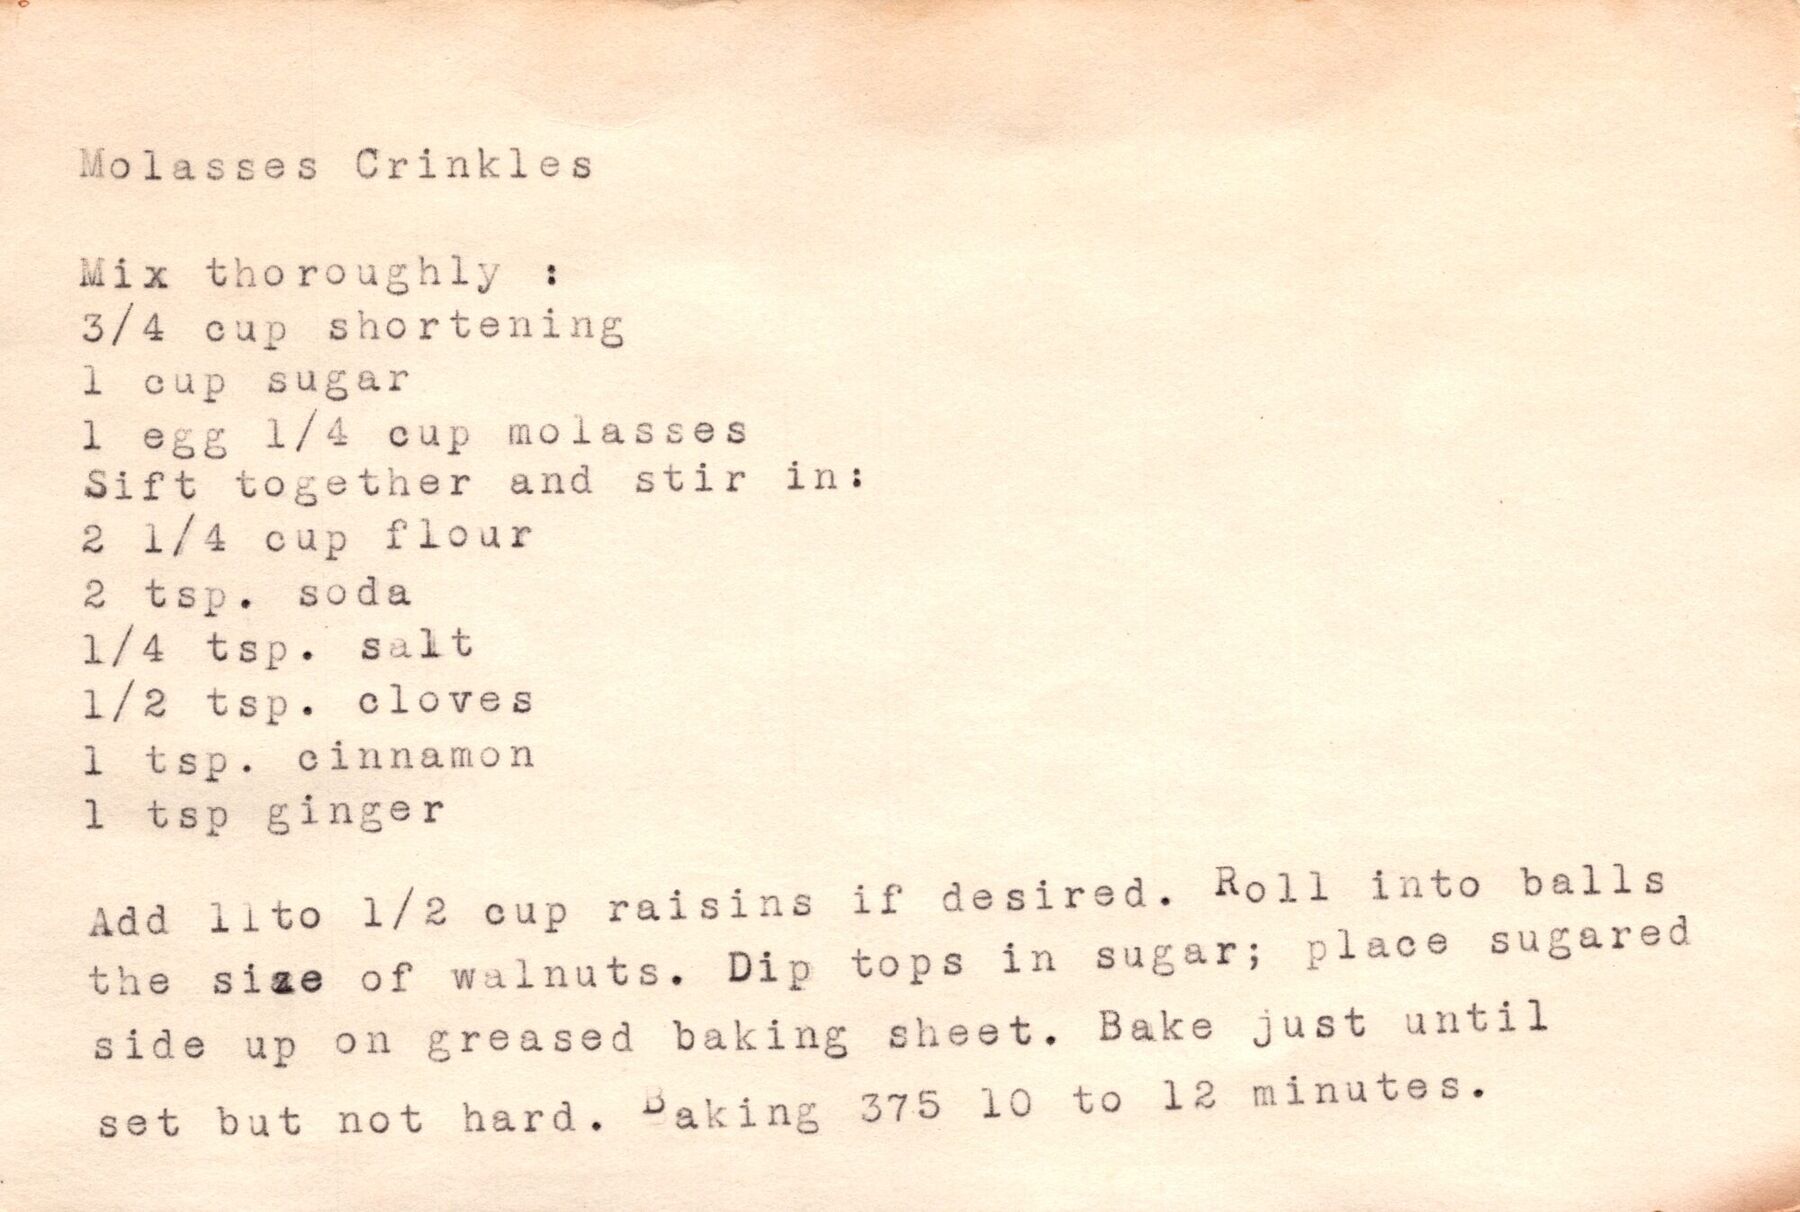 Molasses Crinkles
Mix thoroughly :
3/4 cup shortening
1 cup sugar
1 egg 1/4 cup molasses
Sift together and stir in:
2 1/4 cup flour
2 tsp. soda
1/4 tsp. salt
1/2 tsp. cloves
1 tsp. cinnamon
1 tsp ginger
Add 11to 1/2 cup raisins if desired. Roll into balls
the size of walnuts. Dip tops in sugar; place sugared
side up on greased baking sheet. Bake just until
set but not hard. Baking 375 10 to 12 minutes.